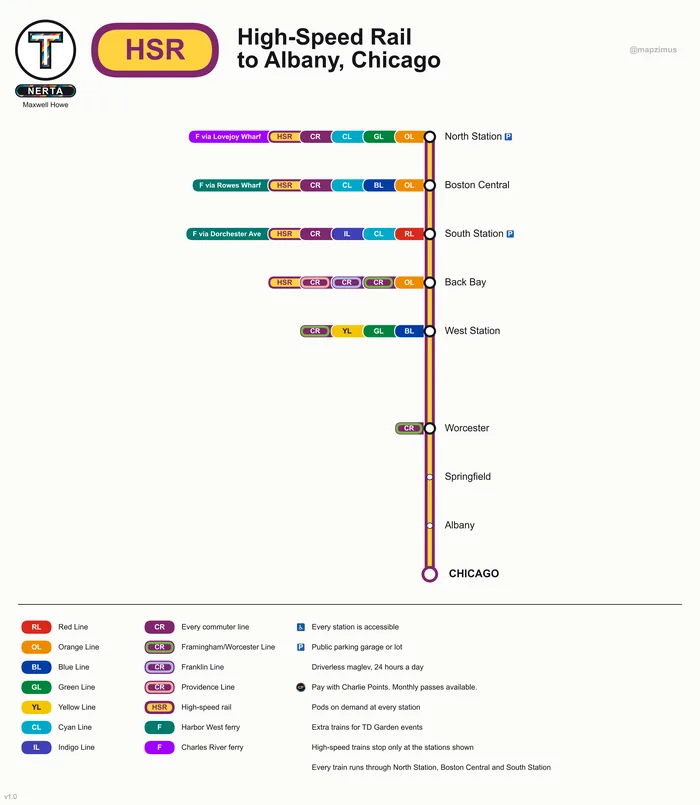 T
NERTA
Maxwell Howe
HSR
High-Speed Rail
to Albany, Chicago
@mapzimus
F via Lovejoy Wharf HSR CR CL GL OL North Station P
F via Rowes Wharf HSR CR CL BL OL Boston Central
F via Dorchester Ave HSR CR IL CL RL South Station P
HSR CR CR CR OL Back Bay
CR YL GL BL West Station
CR Worcester
Springfield
Albany
CHICAGO
RL Red Line
OL Orange Line
BL Blue Line
GL Green Line
YL Yellow Line
CL Cyan Line
IL Indigo Line
CR Every commuter line
CR Framingham/Worcester Line
CR Franklin Line
CR Providence Line
HSR High-speed rail
F Harbor West ferry
F Charles River ferry
Every station is accessible
P Public parking garage or lot
Driverless maglev, 24 hours a day
CP Pay with Charlie Points. Monthly passes available.
Pods on demand at every station
Extra trains for TD Garden events
High-speed trains stop only at the stations shown
Every train runs through North Station, Boston Central and South Station
v1.0